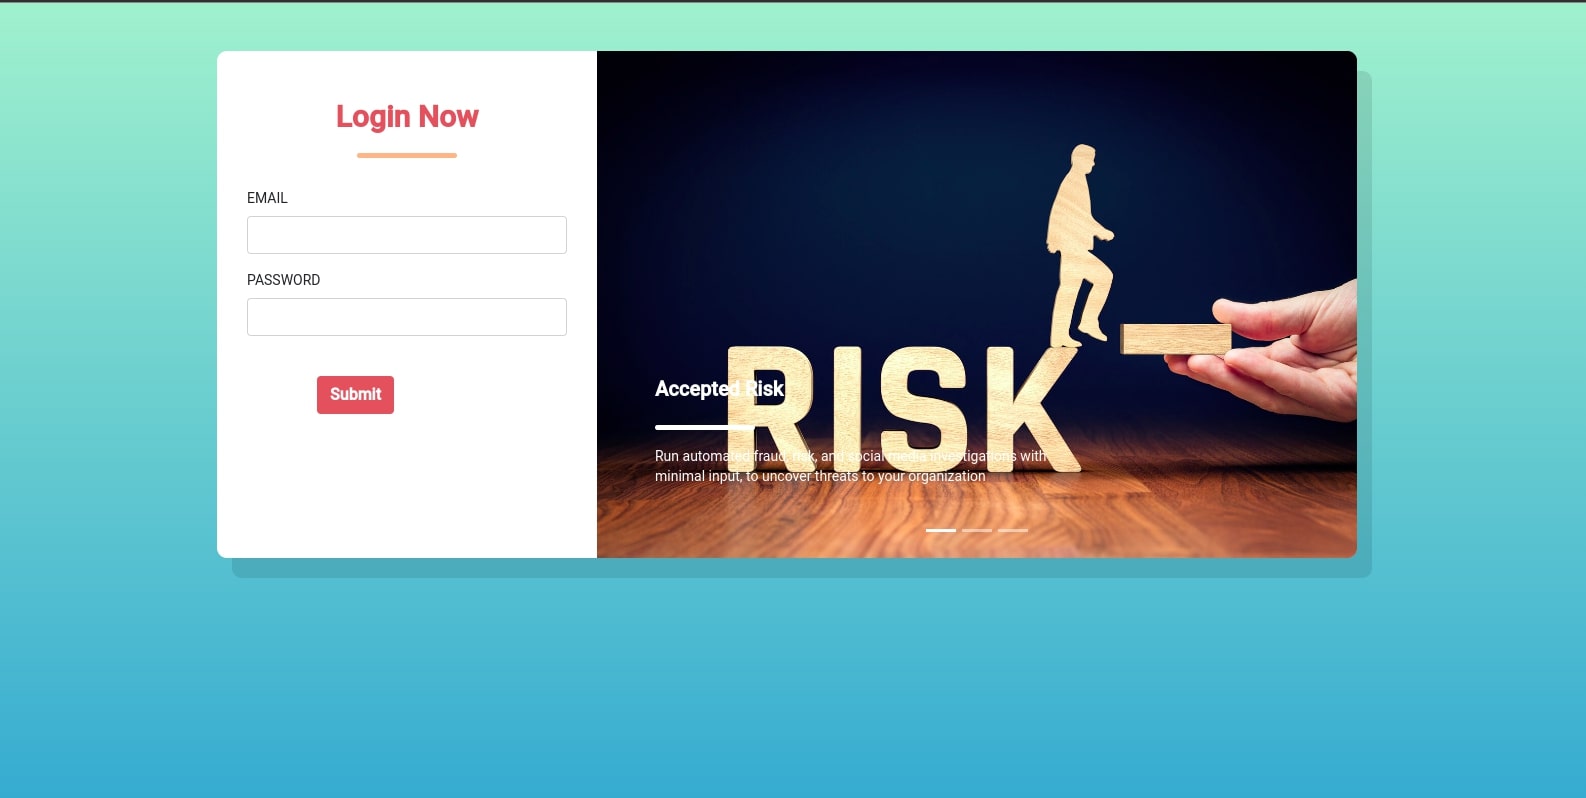 Login Now
EMAIL
PASSWORD
Submit
RISK
Accepted Risk
Run automated fraud, risk, and social media investigations with
minimal input, to uncover threats to your organization